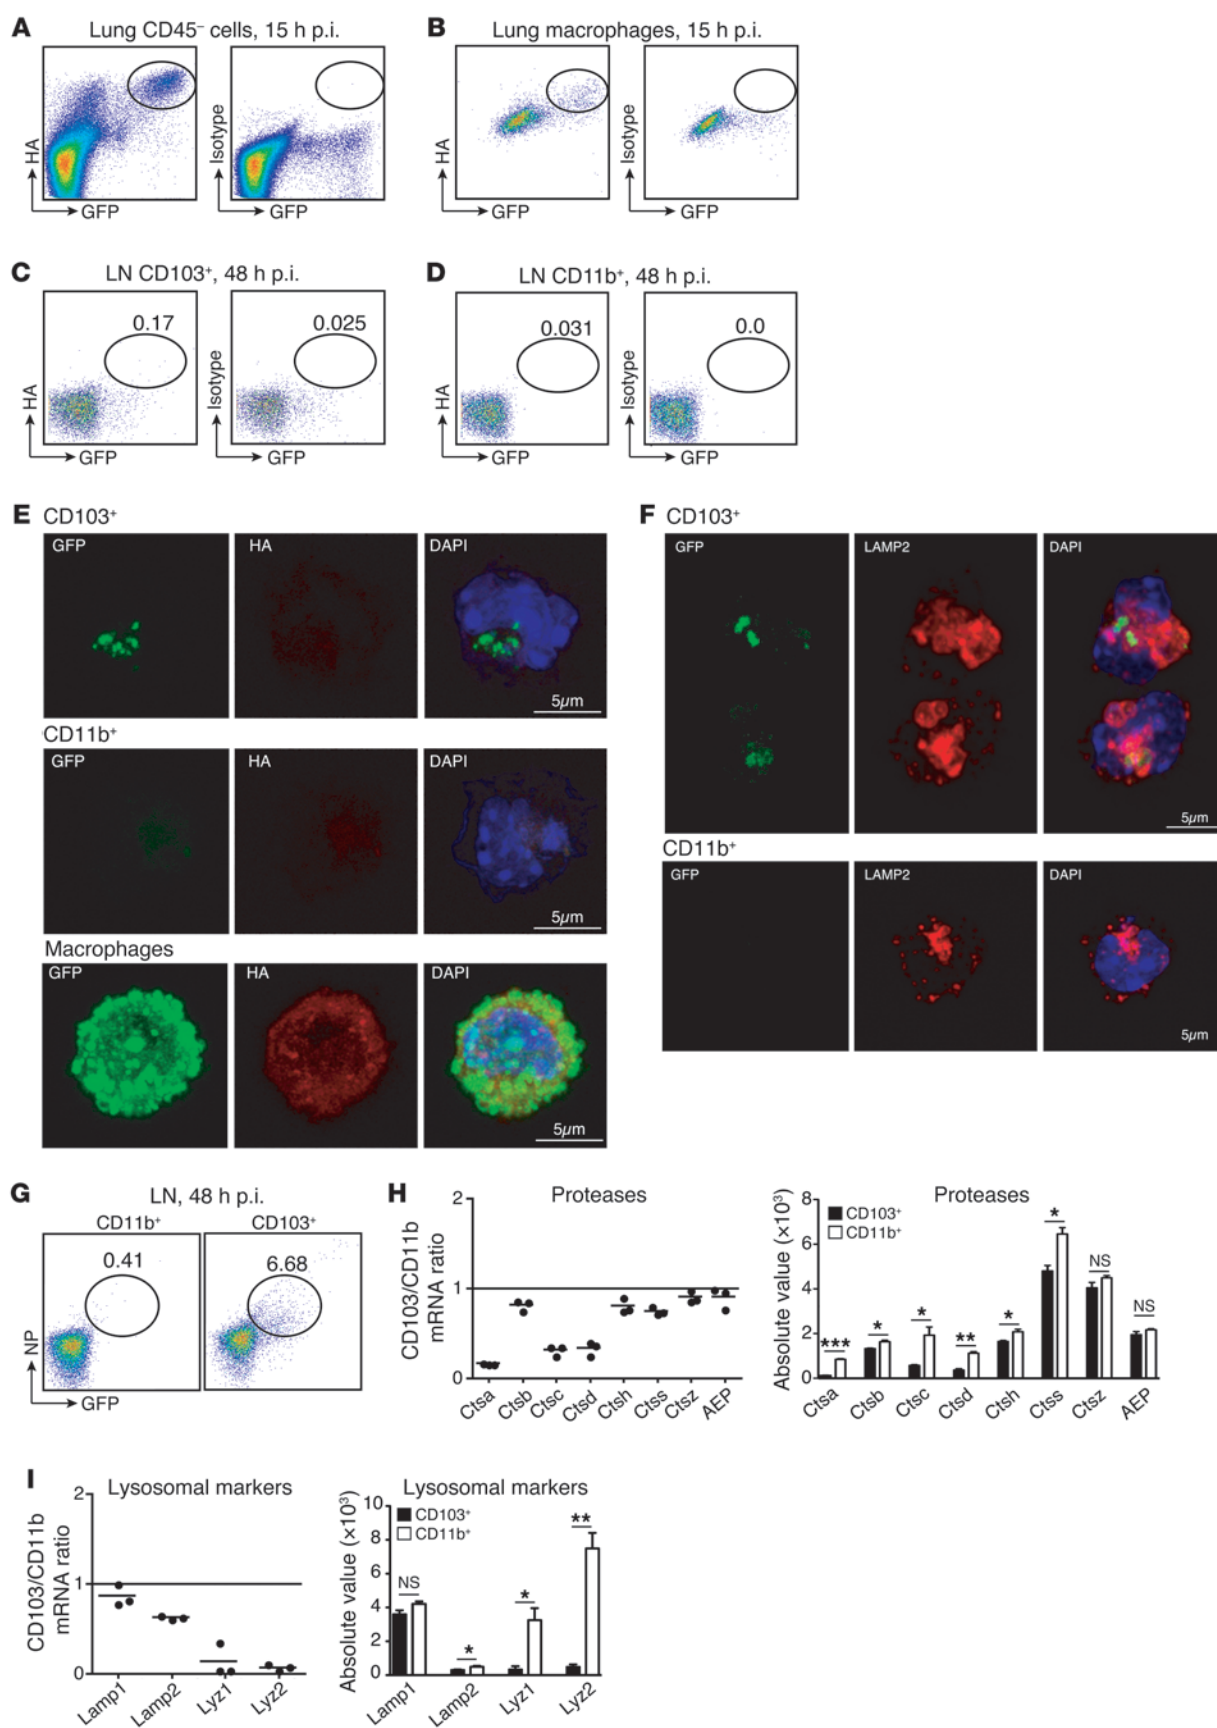 A Lung CD45⁻ cells, 15 h p.i.
HA
GFP
Isotype
GFP
B Lung macrophages, 15 h p.i.
HA
GFP
Isotype
GFP
C LN CD103⁺, 48 h p.i.
0.17
HA
GFP
0.025
Isotype
GFP
D LN CD11b⁺, 48 h p.i.
0.031
HA
GFP
0.0
Isotype
GFP
E CD103⁺
GFP HA DAPI
5µm
CD11b⁺
GFP HA DAPI
5µm
Macrophages
GFP HA DAPI
5µm
F CD103⁺
GFP LAMP2 DAPI
5µm
CD11b⁺
GFP LAMP2 DAPI
5µm
G LN, 48 h p.i.
CD11b⁺ CD103⁺
0.41 6.68
NP
GFP
H Proteases
CD103/CD11b
mRNA ratio
2
1
0
Ctsa Ctsb Ctsc Ctsd Ctsh Ctss Ctsz AEP
Proteases
Absolute value (×10³)
8
6
4
2
0
CD103⁺
CD11b⁺
*** * * ** * * NS NS
Ctsa Ctsb Ctsc Ctsd Ctsh Ctss Ctsz AEP
I Lysosomal markers
CD103/CD11b
mRNA ratio
2
1
0
Lamp1 Lamp2 Lyz1 Lyz2
Lysosomal markers
Absolute value (×10³)
10
8
6
4
2
0
CD103⁺
CD11b⁺
NS * * **
Lamp1 Lamp2 Lyz1 Lyz2